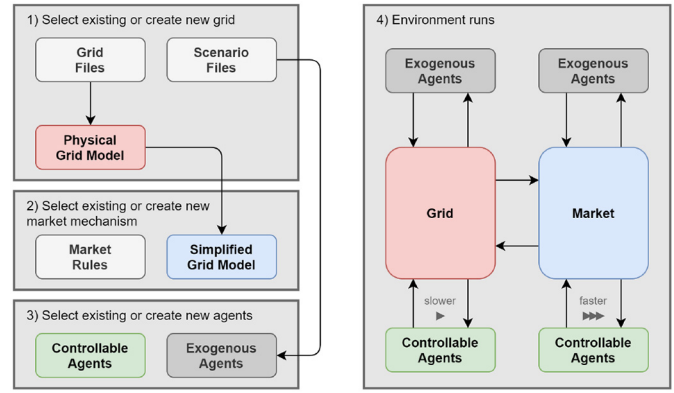 1) Select existing or create new grid
Grid
Files
Scenario
Files
Physical
Grid Model
2) Select existing or create new
market mechanism
Market
Rules
Simplified
Grid Model
3) Select existing or create new agents
Controllable
Agents
Exogenous
Agents
4) Environment runs
Exogenous
Agents
Exogenous
Agents
Grid
Market
slower
faster
Controllable
Agents
Controllable
Agents